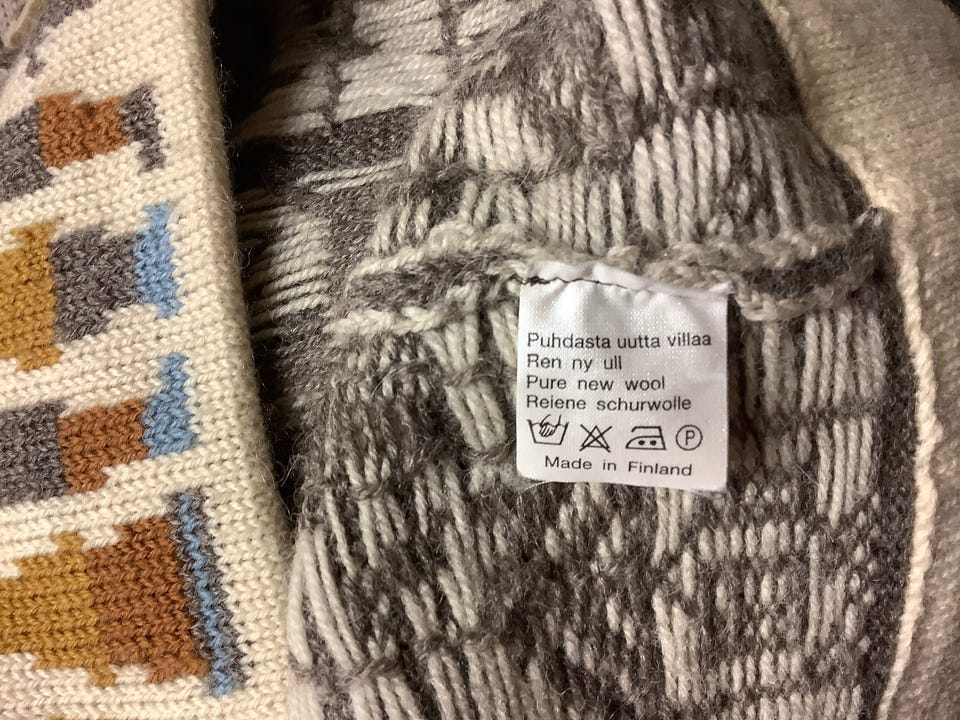 Puhdasta uutta villaa
Ren ny ull
Pure new wool
Reiene schurwolle
P
Made in Finland